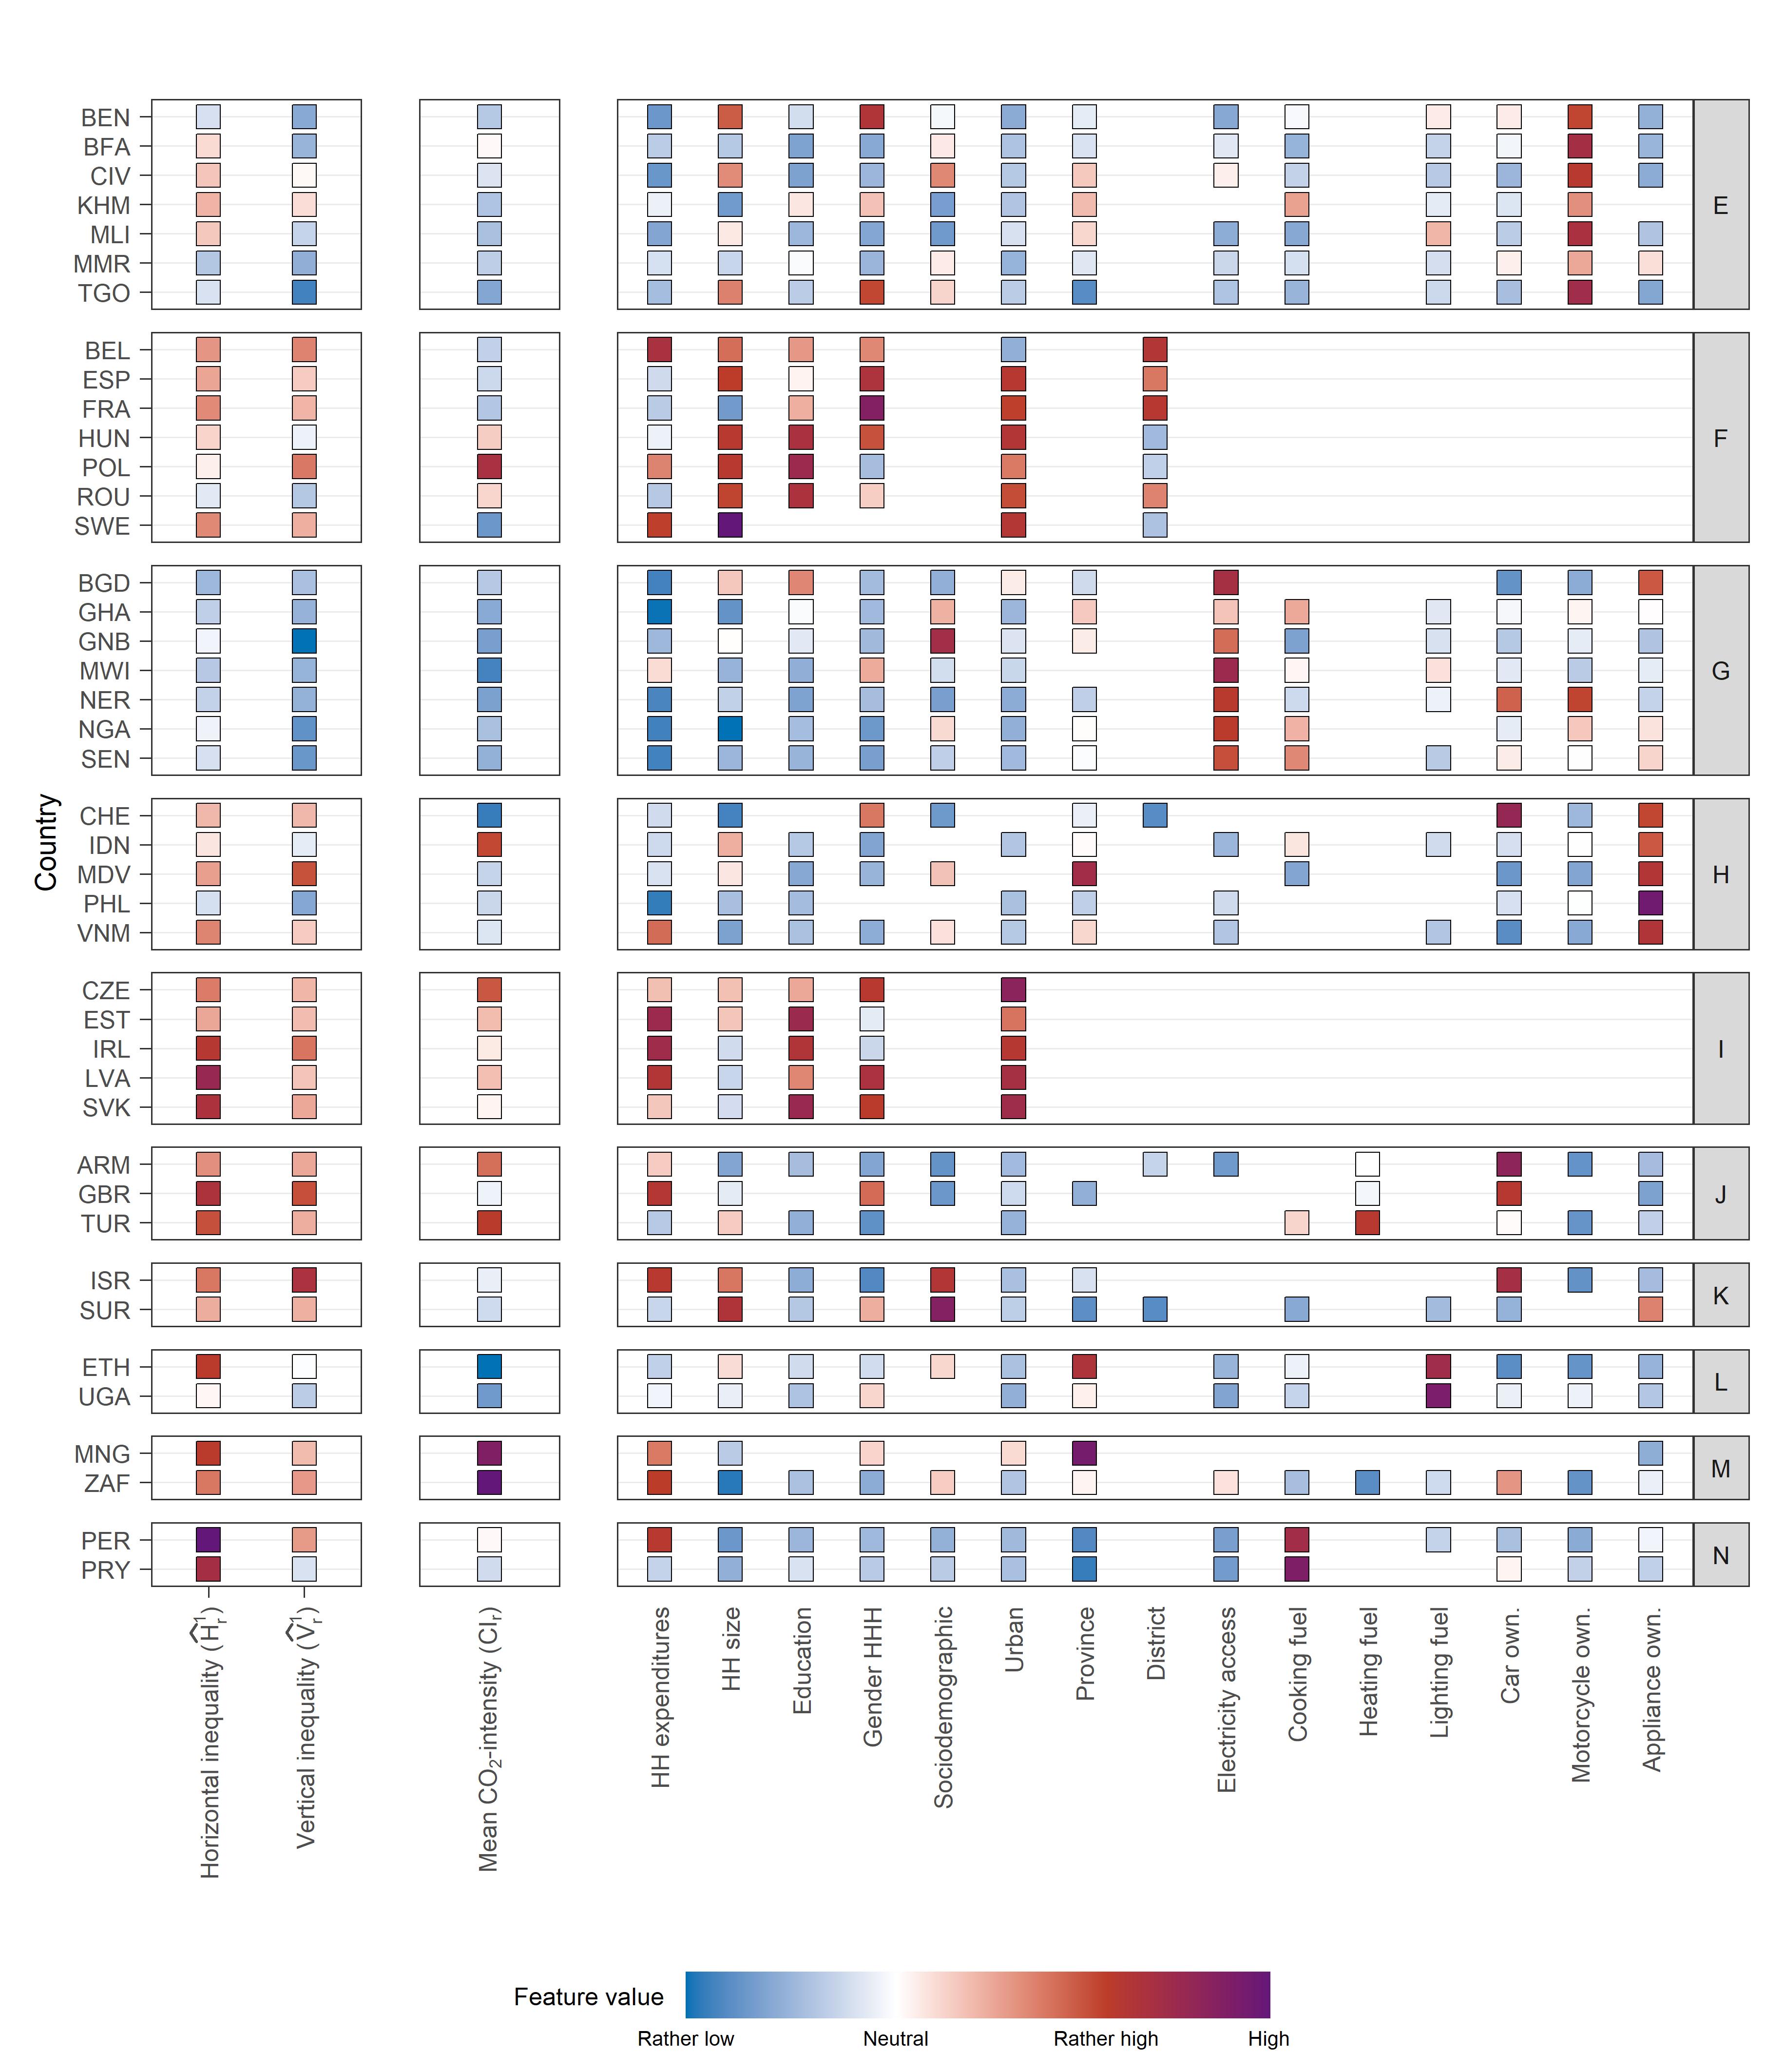 Country
BEN
BFA
CIV
KHM
MLI
MMR
TGO
E
BEL
ESP
FRA
HUN
POL
ROU
SWE
F
BGD
GHA
GNB
MWI
NER
NGA
SEN
G
CHE
IDN
MDV
PHL
VNM
H
CZE
EST
IRL
LVA
SVK
I
ARM
GBR
TUR
J
ISR
SUR
K
ETH
UGA
L
MNG
ZAF
M
PER
PRY
N
Horizontal inequality (Ĥ¹ᵣ)
Vertical inequality (V̂¹ᵣ)
Mean CO₂-intensity (CIᵣ)
HH expenditures
HH size
Education
Gender HHH
Sociodemographic
Urban
Province
District
Electricity access
Cooking fuel
Heating fuel
Lighting fuel
Car own.
Motorcycle own.
Appliance own.
Feature value
Rather low
Neutral
Rather high
High